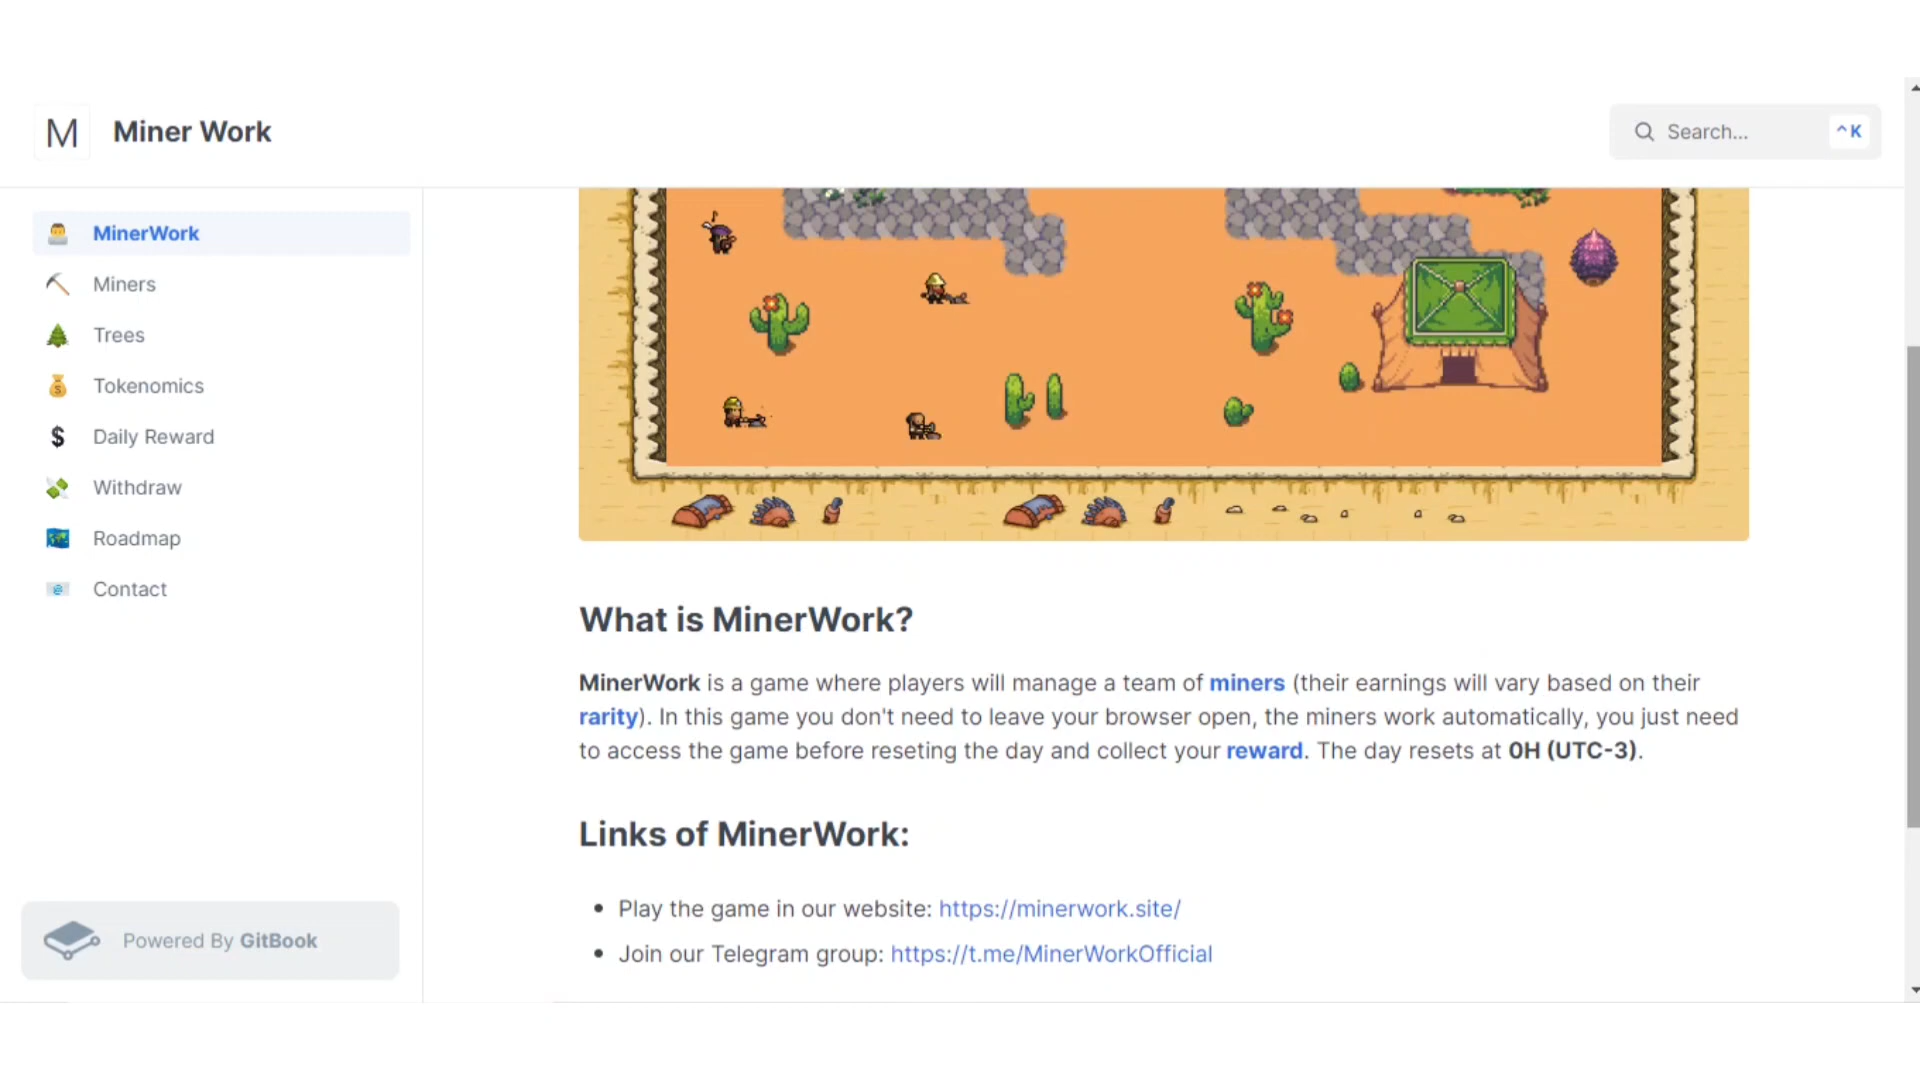 M Miner Work
Search...
^K
MinerWork
Miners
Trees
Tokenomics
Daily Reward
Withdraw
Roadmap
Contact
Powered By GitBook
What is MinerWork?
MinerWork is a game where players will manage a team of miners (their earnings will vary based on their
rarity). In this game you don't need to leave your browser open, the miners work automatically, you just need
to access the game before reseting the day and collect your reward. The day resets at 0H (UTC-3).
Links of MinerWork:
• Play the game in our website: https://minerwork.site/
• Join our Telegram group: https://t.me/MinerWorkOfficial